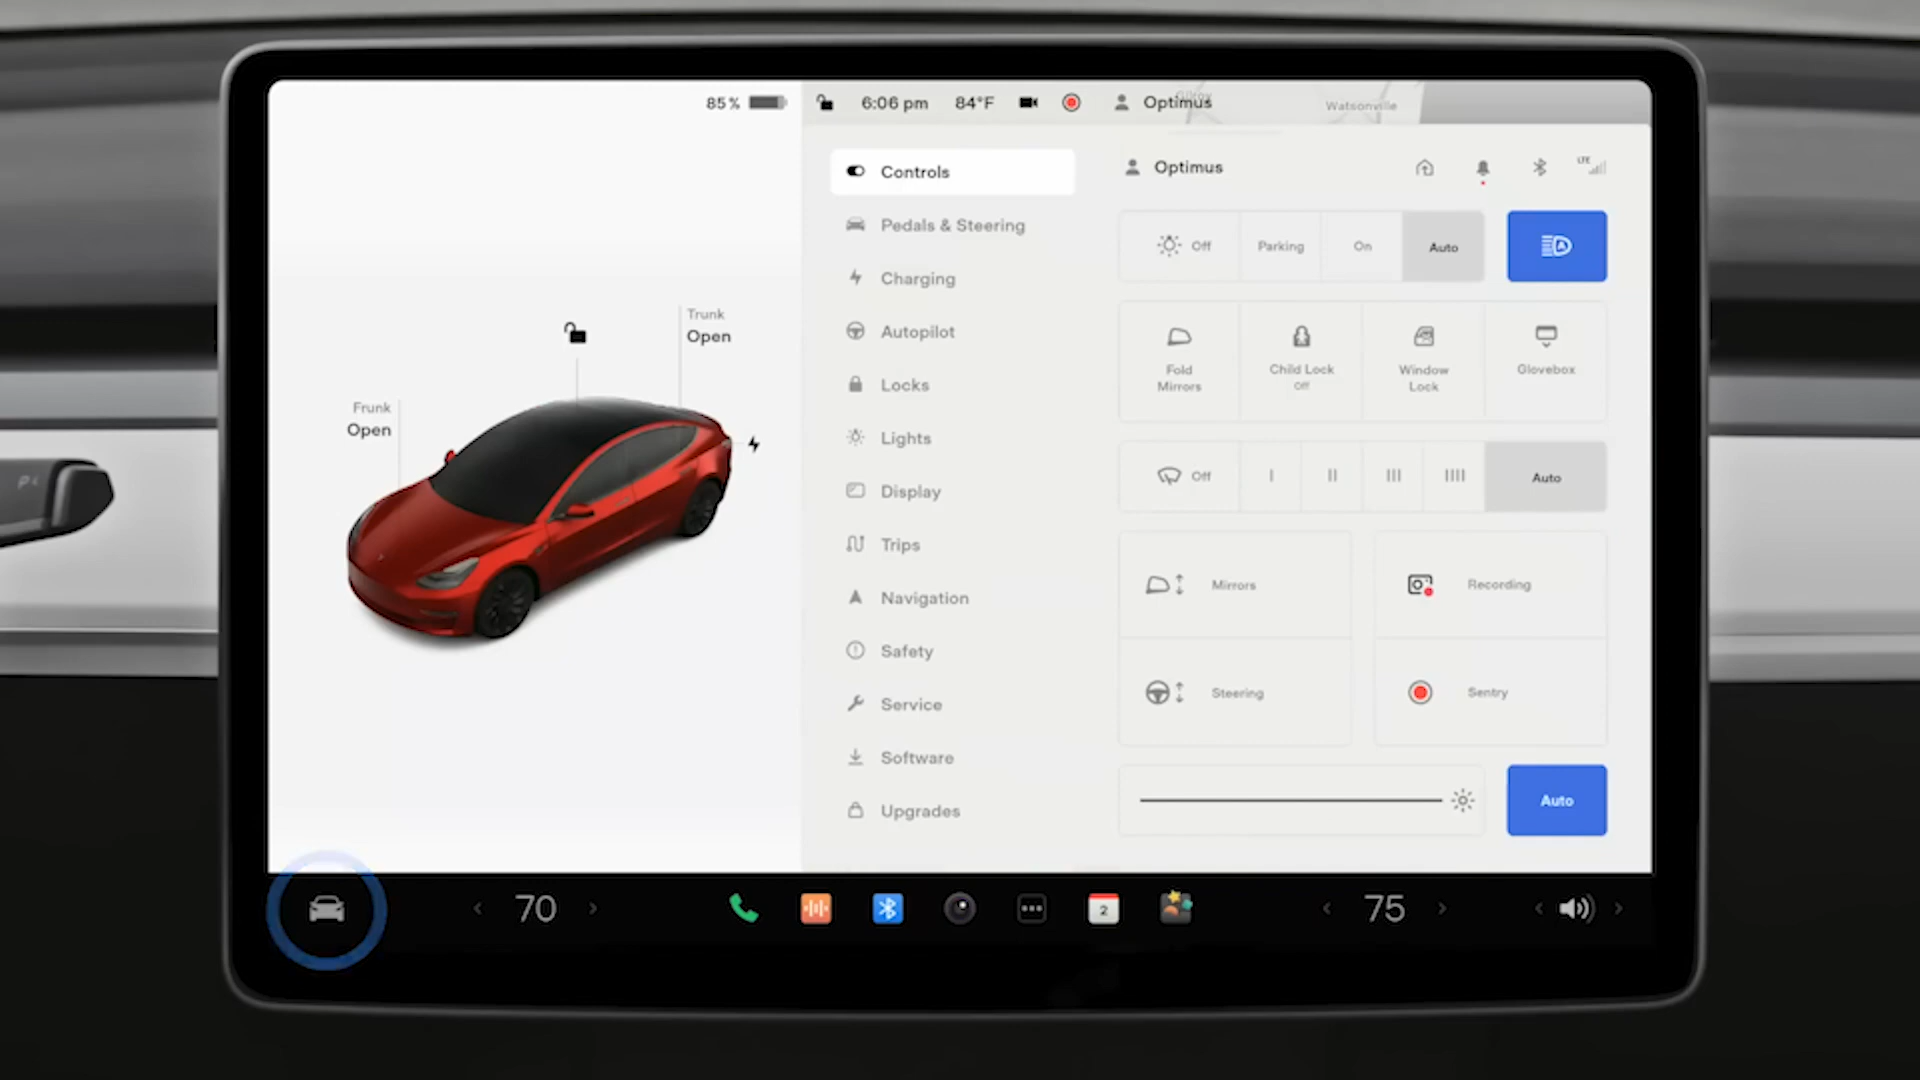 85 %
6:06 pm
84°F
Optimus
Gilroy
Watsonville
Trunk
Open
Frunk
Open
Controls
Pedals & Steering
Charging
Autopilot
Locks
Lights
Display
Trips
Navigation
Safety
Service
Software
Upgrades
Optimus
LTE
Off
Parking
On
Auto
A
Fold
Mirrors
Child Lock
Off
Window
Lock
Glovebox
Off
I
II
III
IIII
Auto
Mirrors
Recording
Steering
Sentry
Auto
70
2
75